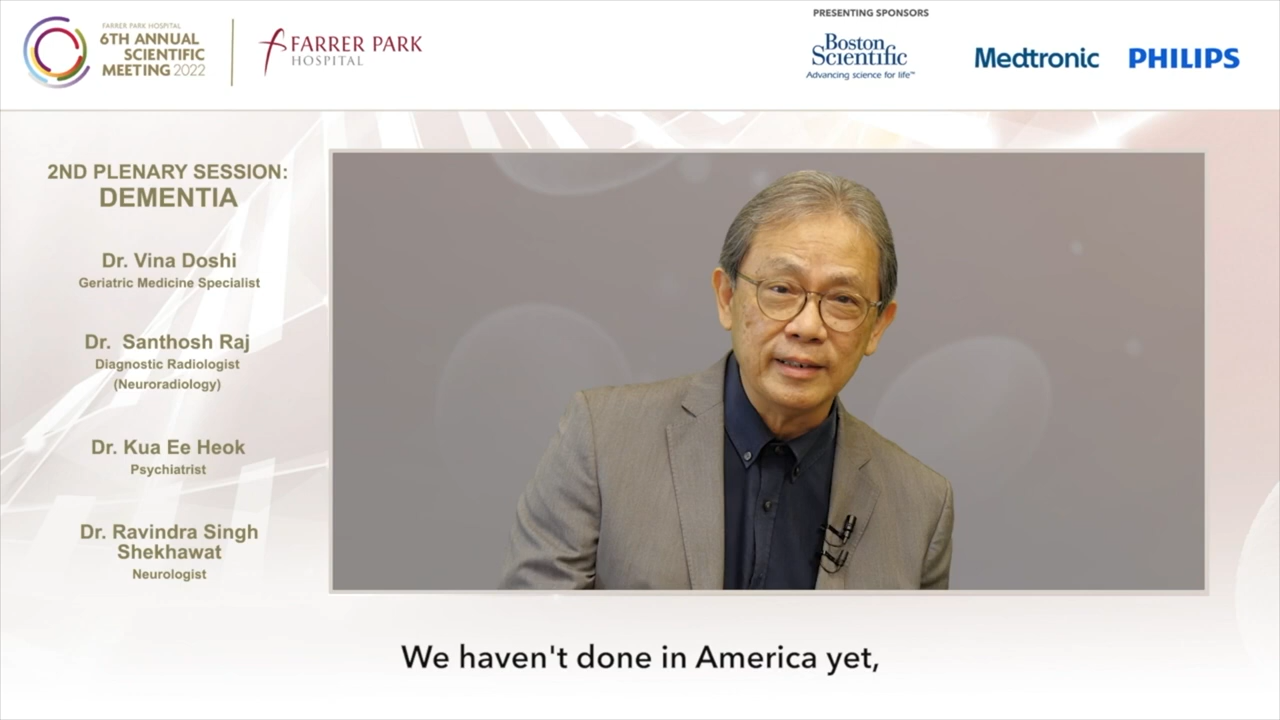 FARRER PARK HOSPITAL
6TH ANNUAL
SCIENTIFIC
MEETING 2022
FARRER PARK
HOSPITAL
PRESENTING SPONSORS
Boston
Scientific
Advancing science for life™
Medtronic
PHILIPS
2ND PLENARY SESSION:
DEMENTIA
Dr. Vina Doshi
Geriatric Medicine Specialist
Dr. Santhosh Raj
Diagnostic Radiologist
(Neuroradiology)
Dr. Kua Ee Heok
Psychiatrist
Dr. Ravindra Singh
Shekhawat
Neurologist
We haven't done in America yet,